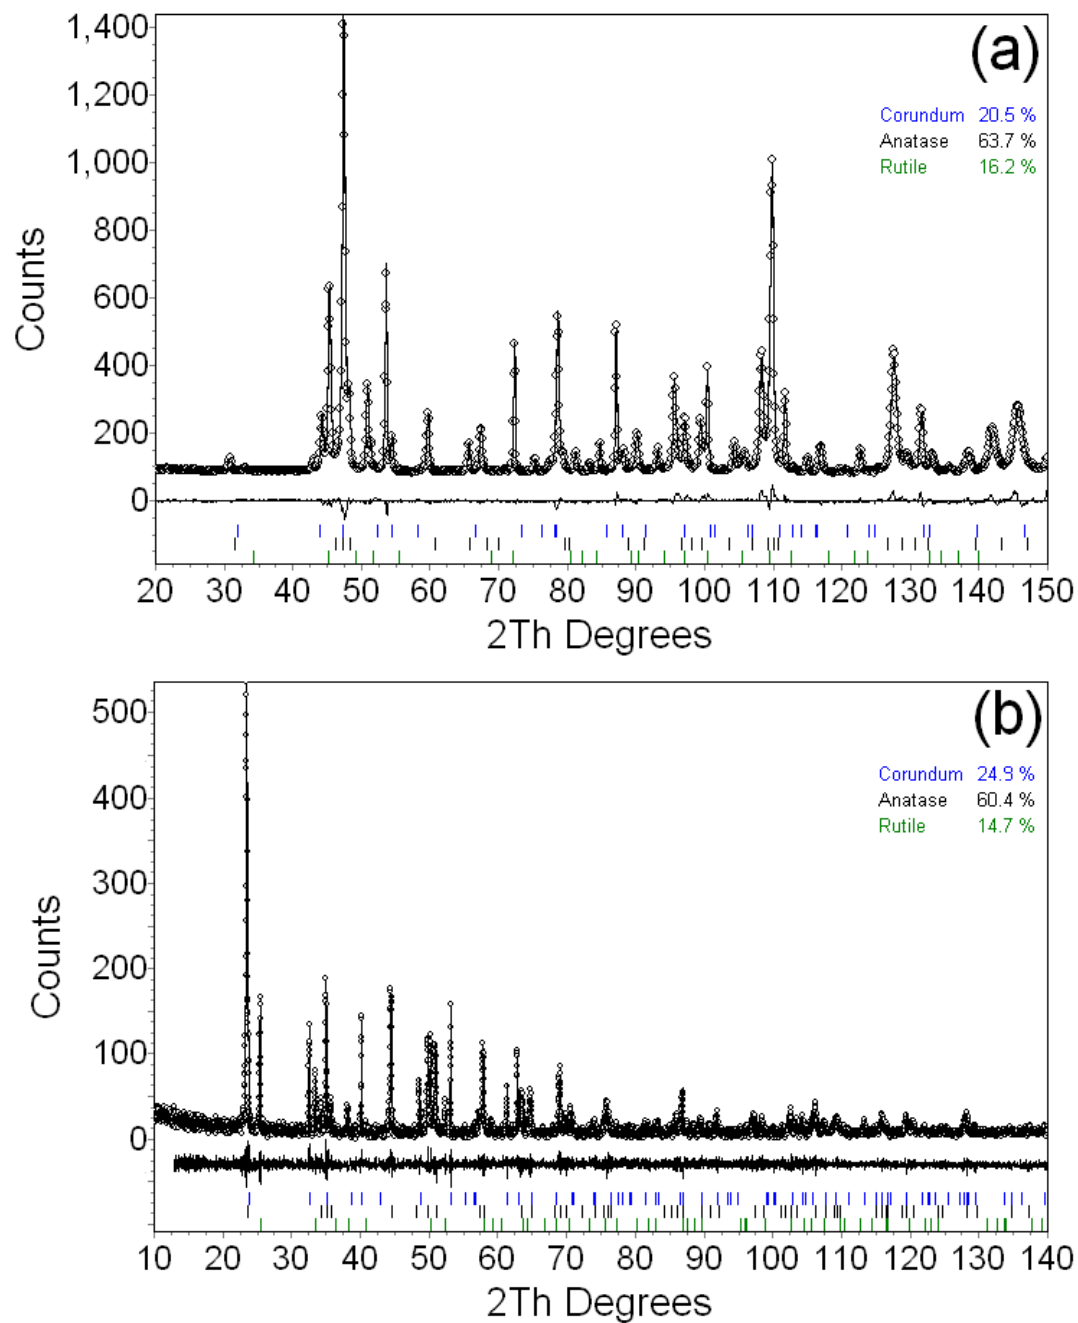 1,400
(a)
Corundum 20.5 %
1,200
Anatase 63.7 %
Rutile 16.2 %
1,000
800
Counts
600
400
200
0
20 30 40 50 60 70 80 90 100 110 120 130 140 150
2Th Degrees
500
(b)
Corundum 24.9 %
400
Anatase 60.4 %
Rutile 14.7 %
300
Counts
200
100
0
10 20 30 40 50 60 70 80 90 100 110 120 130 140
2Th Degrees